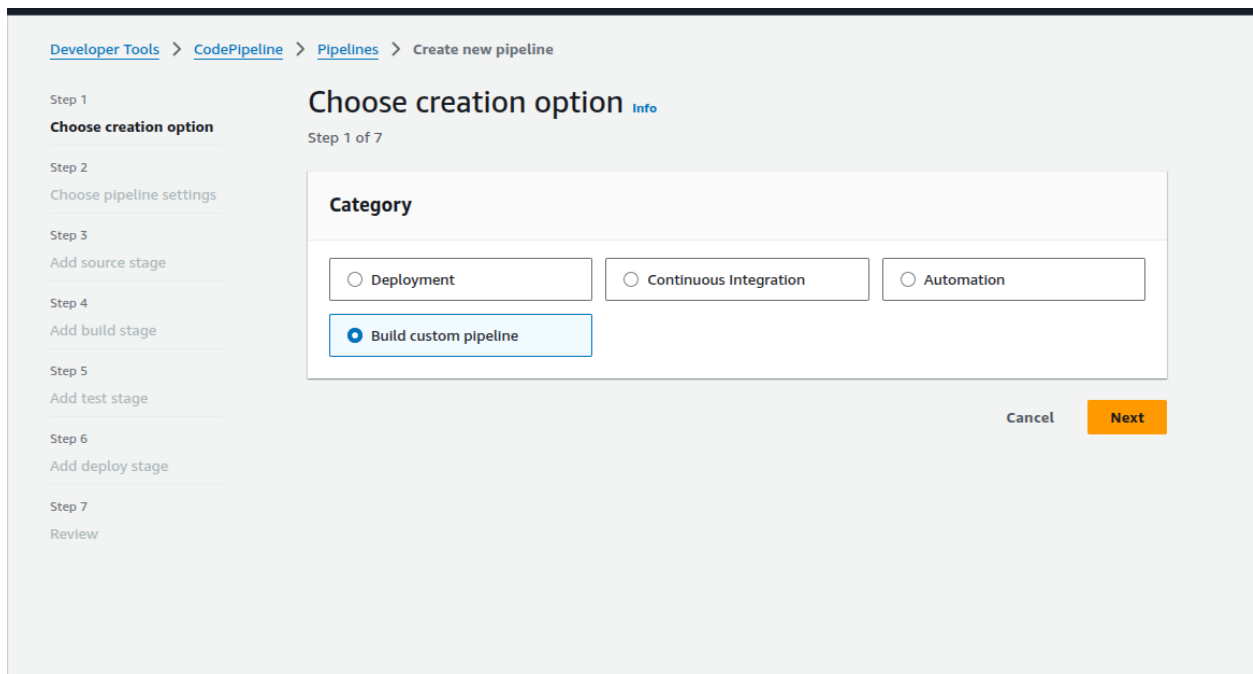 Developer Tools > CodePipeline > Pipelines > Create new pipeline
Step 1
Choose creation option
Step 2
Choose pipeline settings
Step 3
Add source stage
Step 4
Add build stage
Step 5
Add test stage
Step 6
Add deploy stage
Step 7
Review
Choose creation option Info
Step 1 of 7
Category
Deployment
Continuous Integration
Automation
Build custom pipeline
Cancel
Next